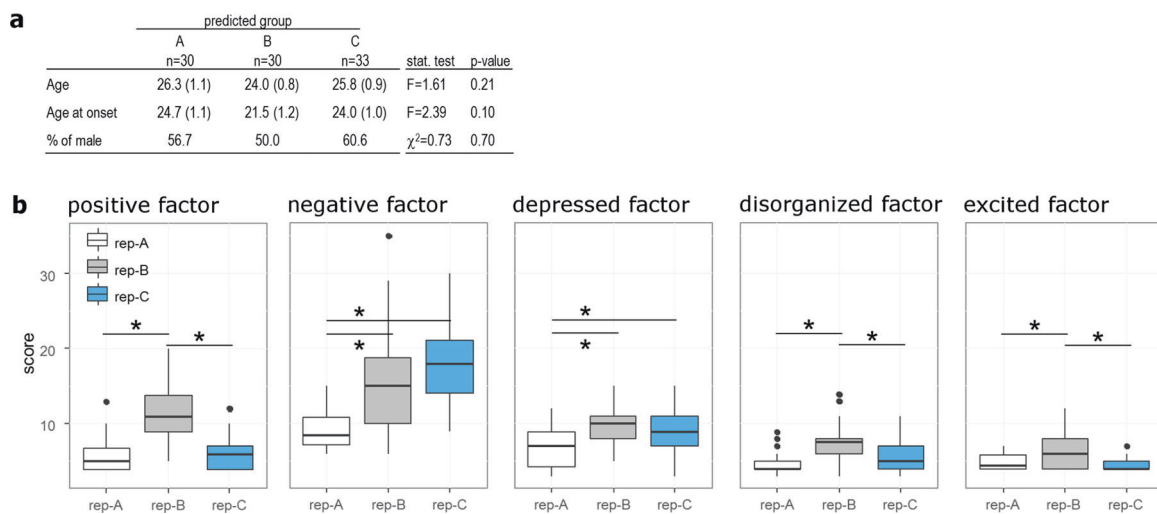 a
predicted group
A B C
n=30 n=30 n=33 stat. test p-value
Age 26.3 (1.1) 24.0 (0.8) 25.8 (0.9) F=1.61 0.21
Age at onset 24.7 (1.1) 21.5 (1.2) 24.0 (1.0) F=2.39 0.10
% of male 56.7 50.0 60.6 χ²=0.73 0.70
b
positive factor negative factor depressed factor disorganized factor excited factor
rep-A
rep-B
rep-C
score
30
20
10
* *
* *
* *
* *
* *
rep-A rep-B rep-C rep-A rep-B rep-C rep-A rep-B rep-C rep-A rep-B rep-C rep-A rep-B rep-C